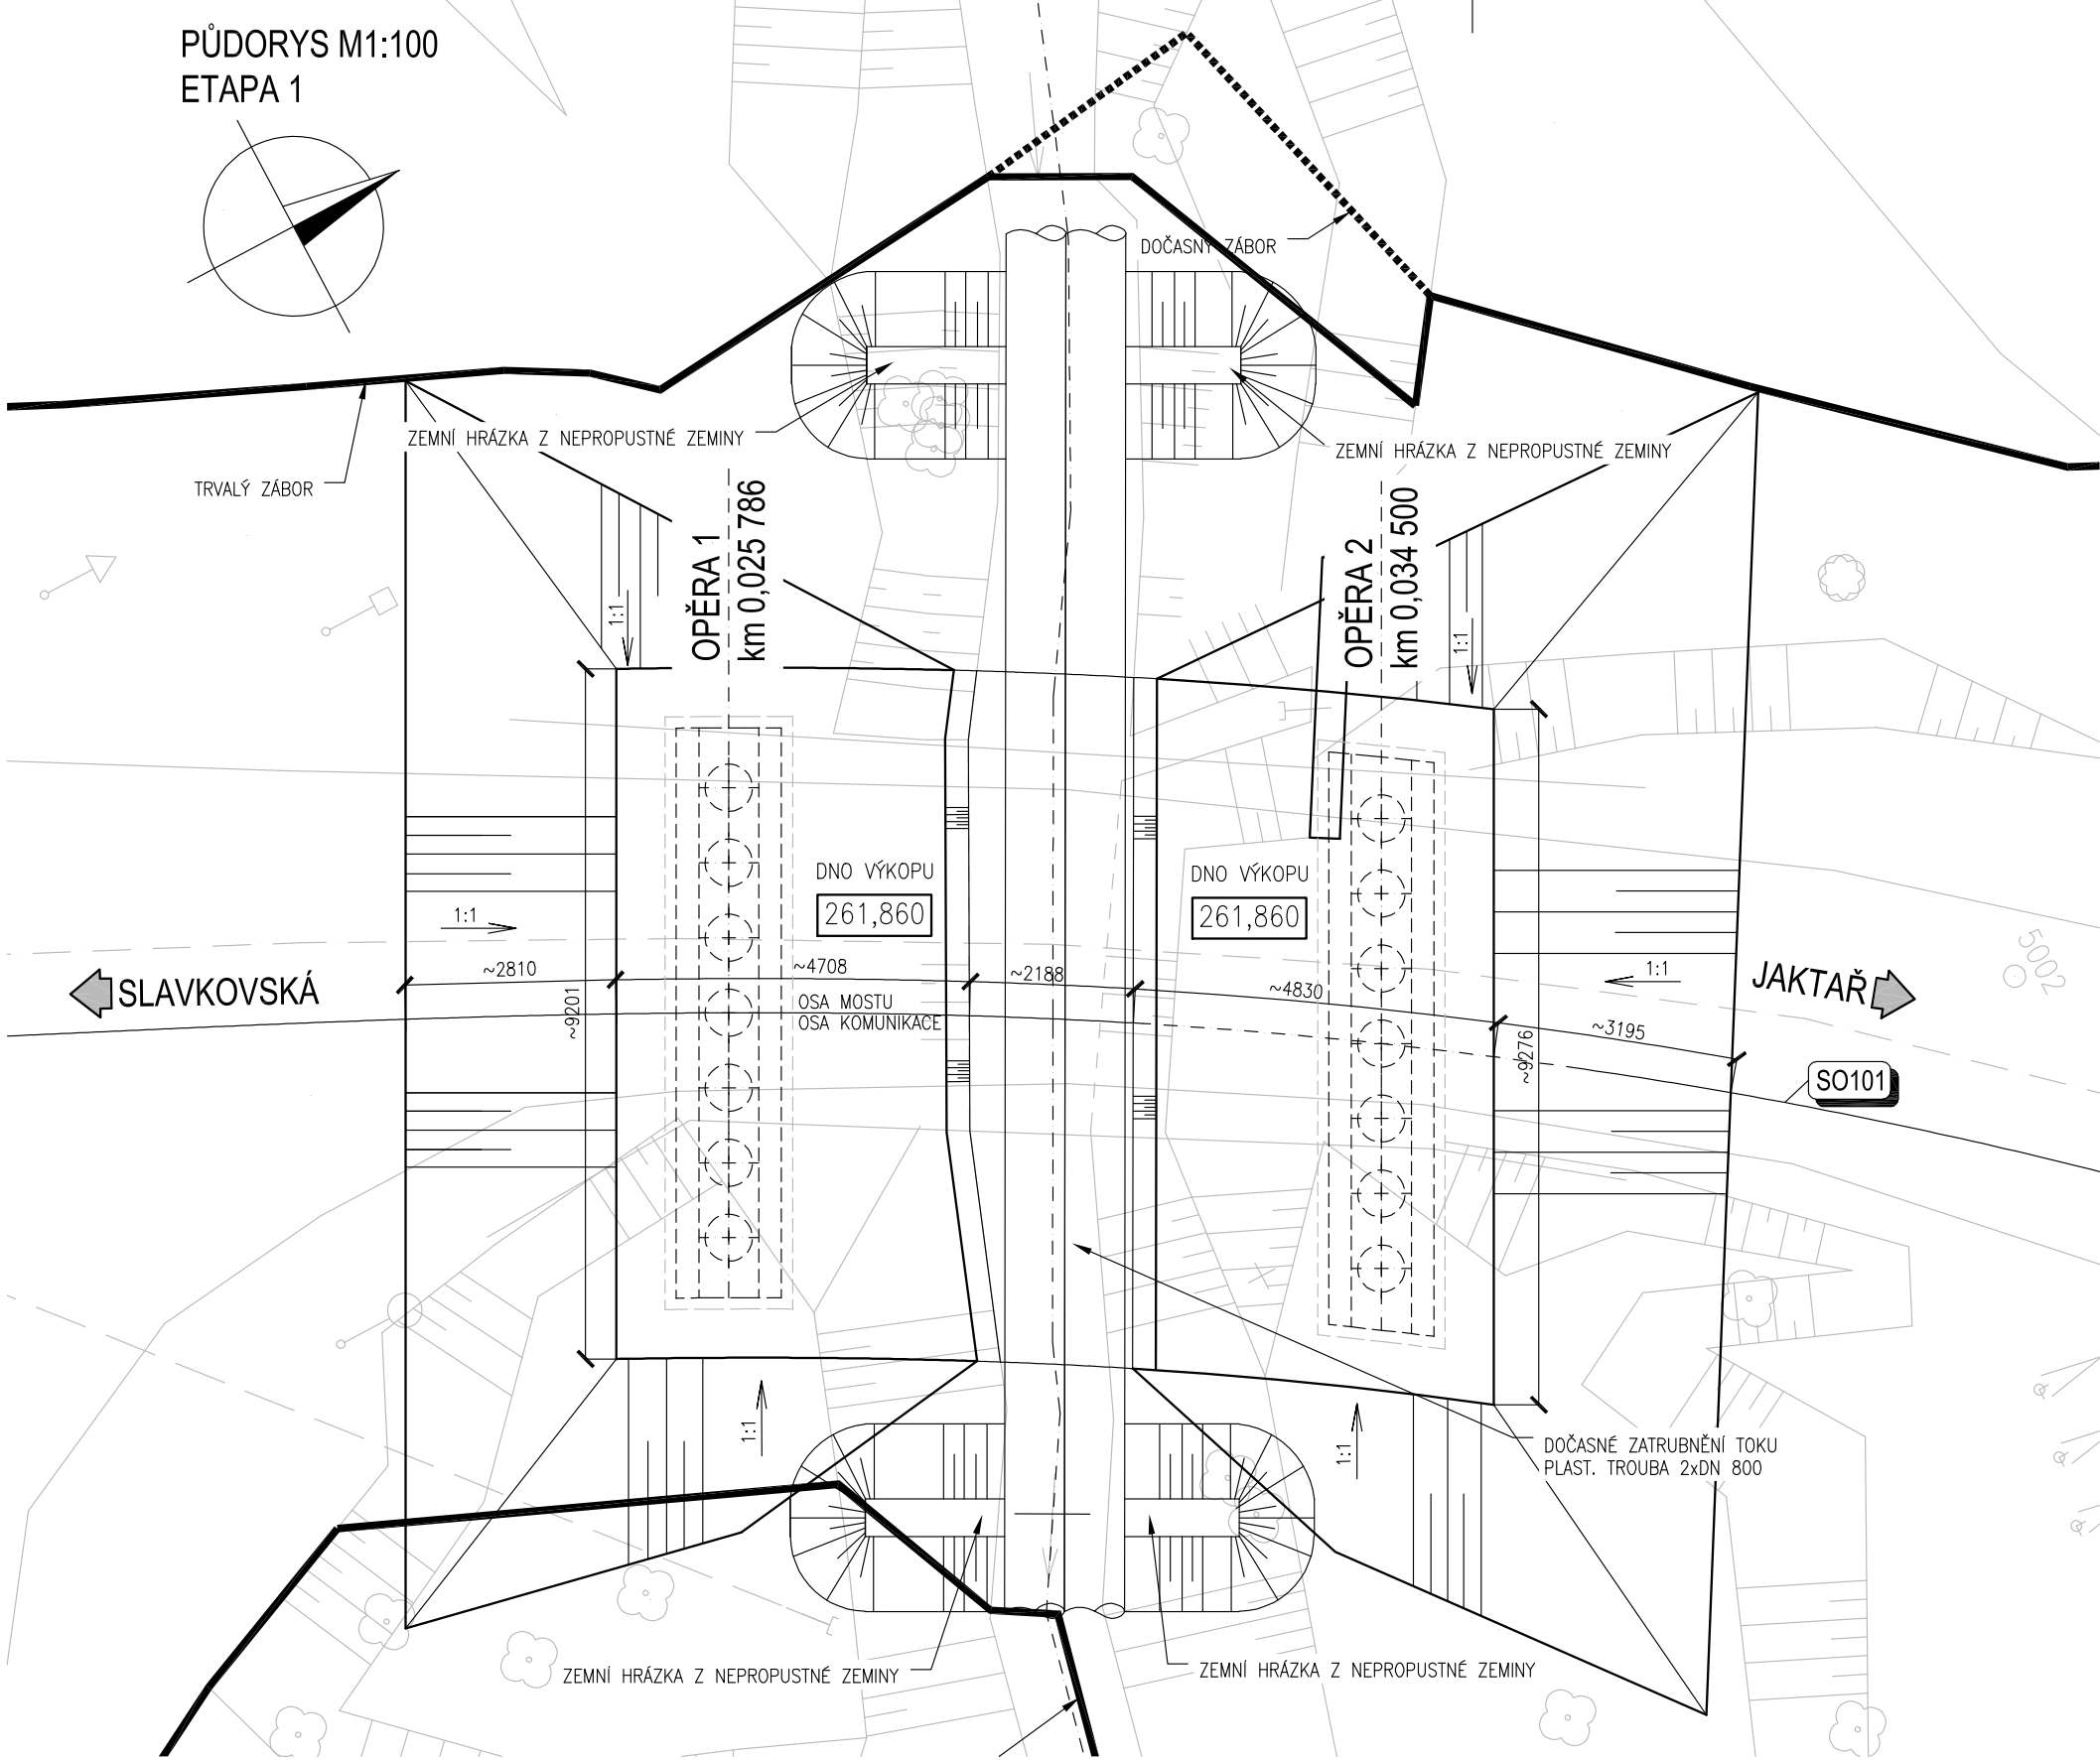 PŮDORYS M1:100
ETAPA 1
DOČASNÝ ZÁBOR
ZEMNÍ HRÁZKA Z NEPROPUSTNÉ ZEMINY
ZEMNÍ HRÁZKA Z NEPROPUSTNÉ ZEMINY
TRVALÝ ZÁBOR
OPĚRA 1
km 0,025 786
OPĚRA 2
km 0,034 500
1:1
1:1
DNO VÝKOPU
261,860
DNO VÝKOPU
261,860
1:1
1:1
SLAVKOVSKÁ
JAKTAŘ
5002
~2810
~4708
~2188
~4830
~3195
~9201
~9276
OSA MOSTU
OSA KOMUNIKACE
SO101
1:1
1:1
DOČASNÉ ZATRUBNĚNÍ TOKU
PLAST. TROUBA 2xDN 800
ZEMNÍ HRÁZKA Z NEPROPUSTNÉ ZEMINY
ZEMNÍ HRÁZKA Z NEPROPUSTNÉ ZEMINY